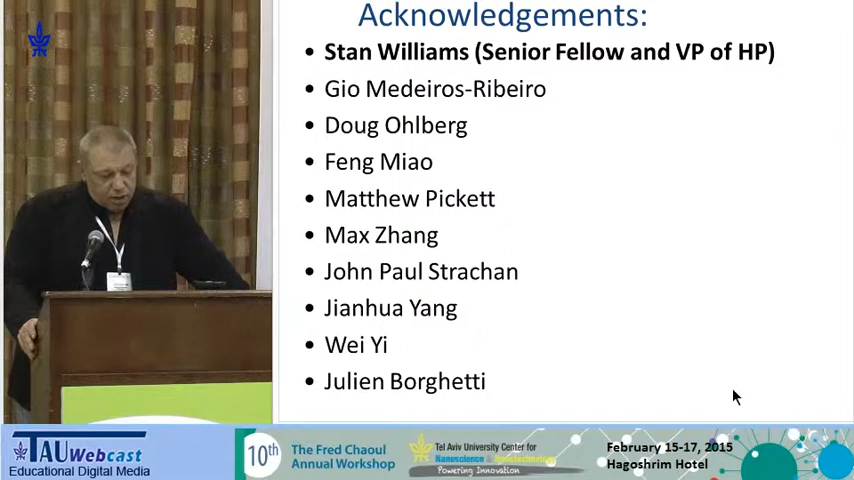 Acknowledgements:
• Stan Williams (Senior Fellow and VP of HP)
• Gio Medeiros-Ribeiro
• Doug Ohlberg
• Feng Miao
• Matthew Pickett
• Max Zhang
• John Paul Strachan
• Jianhua Yang
• Wei Yi
• Julien Borghetti
TAU Webcast
Educational Digital Media
10th
The Fred Chaoul
Annual Workshop
Tel Aviv University Center for
Nanoscience & Nanotechnology
Powering Innovation
February 15-17, 2015
Hagoshrim Hotel